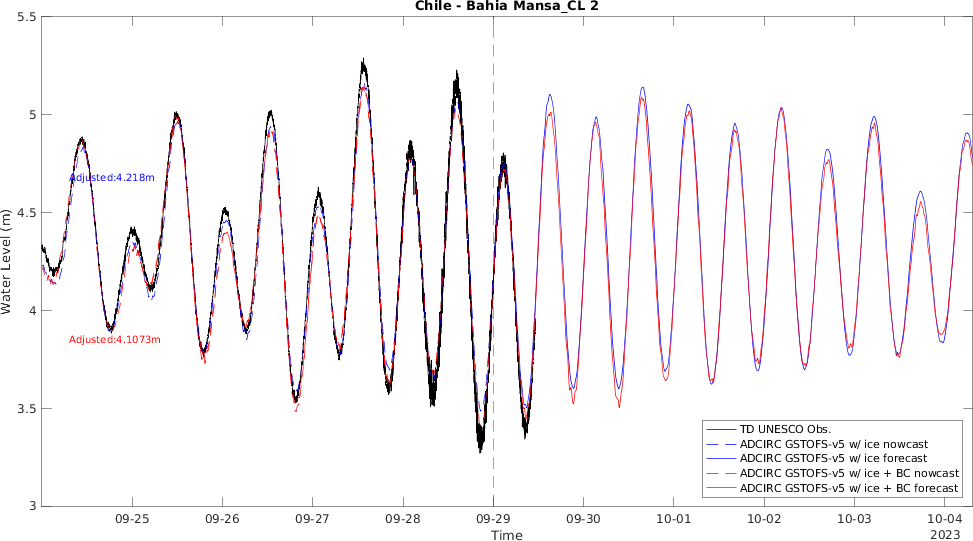 Chile - Bahia Mansa_CL 2
5.5
5
4.5
4
3.5
3
Water Level (m)
Adjusted:4.218m
Adjusted:4.1073m
TD UNESCO Obs.
ADCIRC GSTOFS-v5 w/ ice nowcast
ADCIRC GSTOFS-v5 w/ ice forecast
ADCIRC GSTOFS-v5 w/ ice + BC nowcast
ADCIRC GSTOFS-v5 w/ ice + BC forecast
09-25 09-26 09-27 09-28 09-29 09-30 10-01 10-02 10-03 10-04
2023
Time